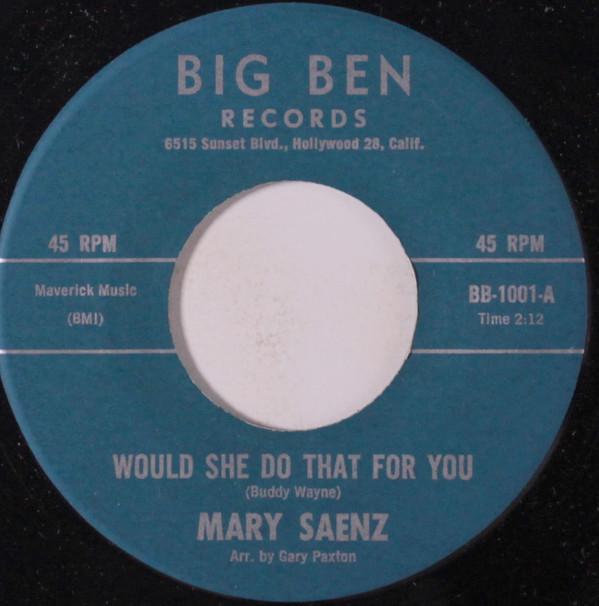 BIG BEN
RECORDS
6515 Sunset Blvd., Hollywood 28, Calif.
45 RPM
45 RPM
Maverick Music
(BMI)
BB-1001-A
Time 2:12
WOULD SHE DO THAT FOR YOU
(Buddy Wayne)
MARY SAENZ
Arr. by Gary Paxton